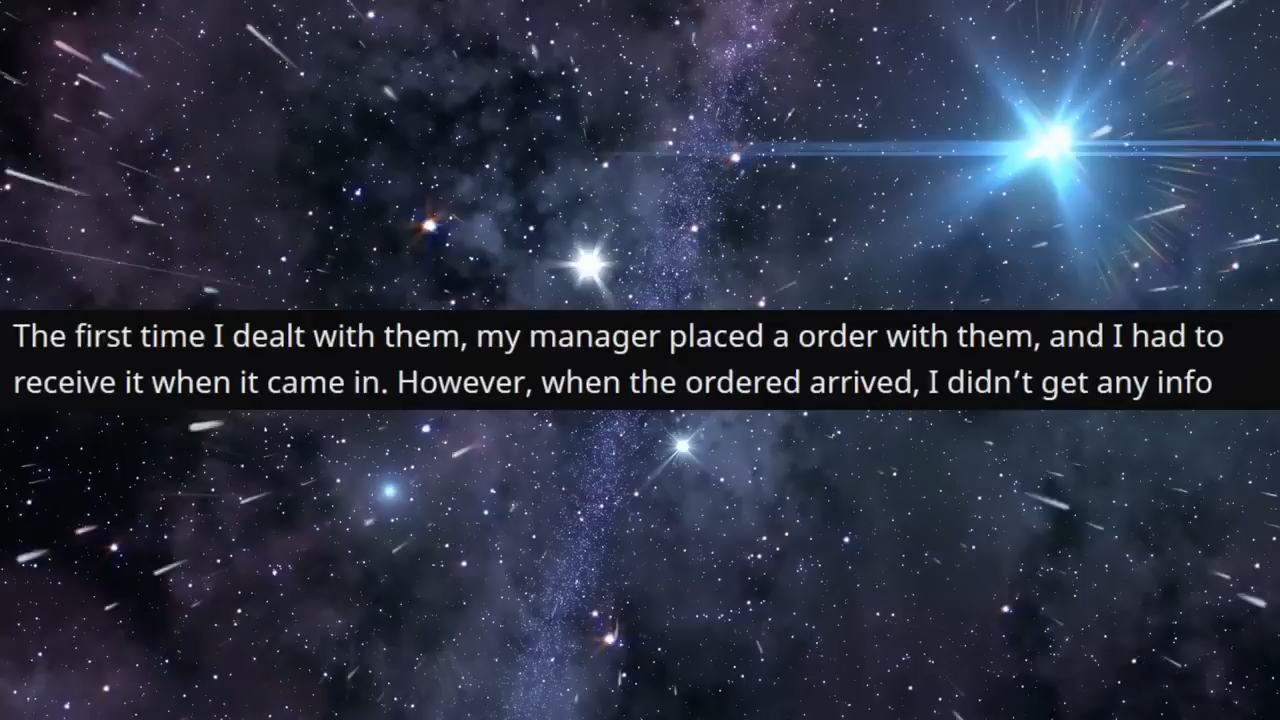 The first time I dealt with them, my manager placed a order with them, and I had to
receive it when it came in. However, when the ordered arrived, I didn’t get any info